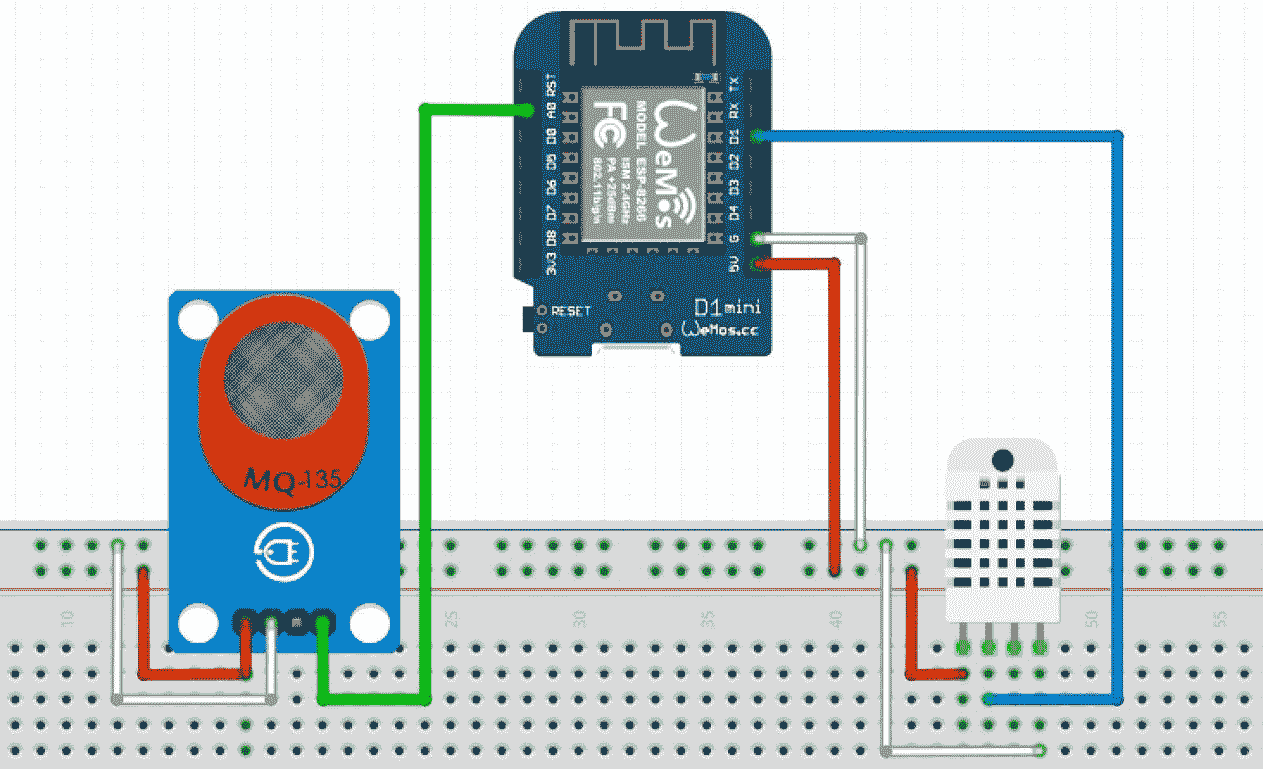 RST
A0
D0
D5
D6
D7
D8
3V3
TX
RX
D1
D2
D3
D4
G
5V
WeMos
MODEL ESP-8266
ISM 2.4GHz
PA +25dBm
802.11b/g/n
FC
RESET
D1 mini
WeMos.cc
MQ-135
10
25
30
35
40
50
55